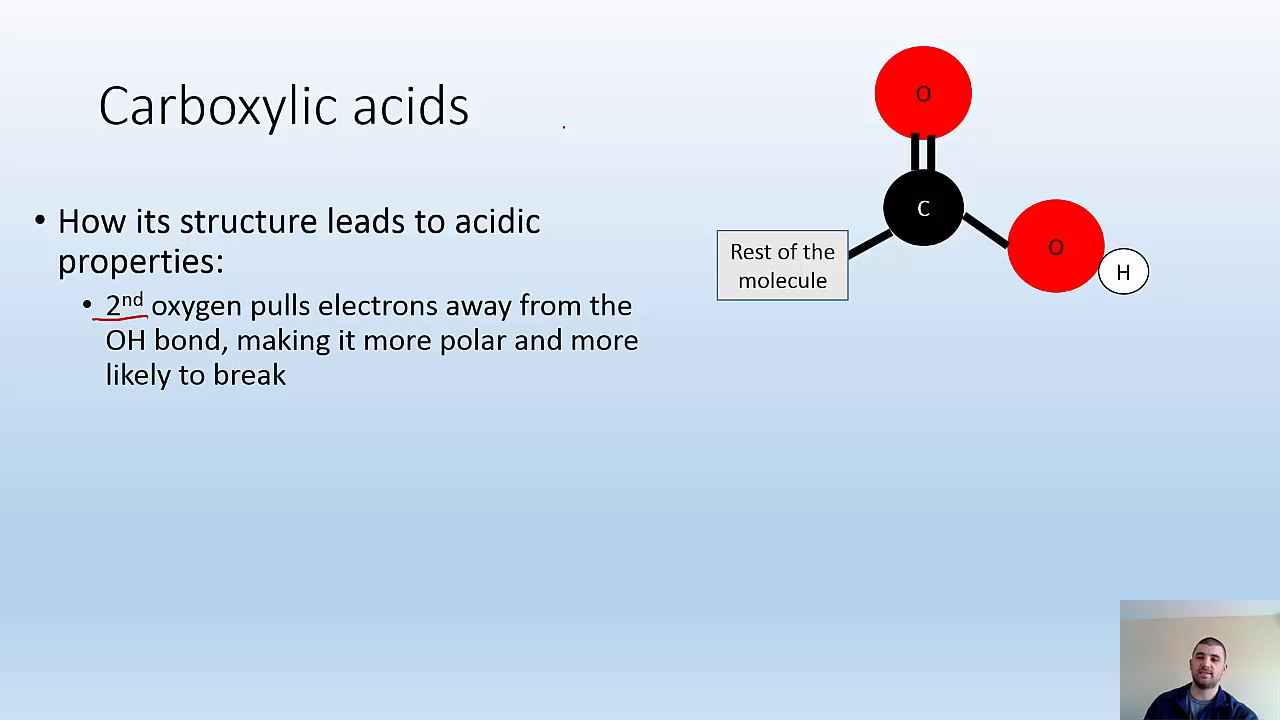 Carboxylic acids
• How its structure leads to acidic
properties:
• 2nd oxygen pulls electrons away from the
OH bond, making it more polar and more
likely to break
O
C
O
H
Rest of the
molecule